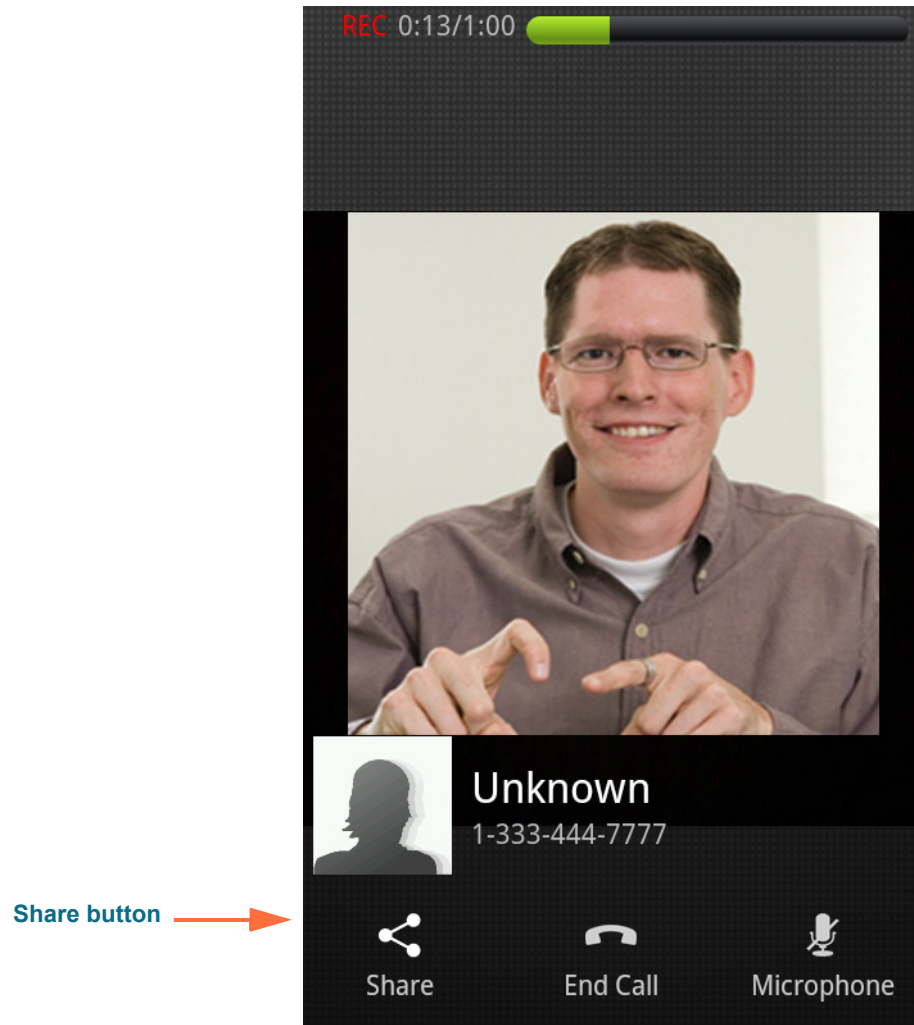 REC 0:13/1:00
Unknown
1-333-444-7777
Share button
Share
End Call
Microphone